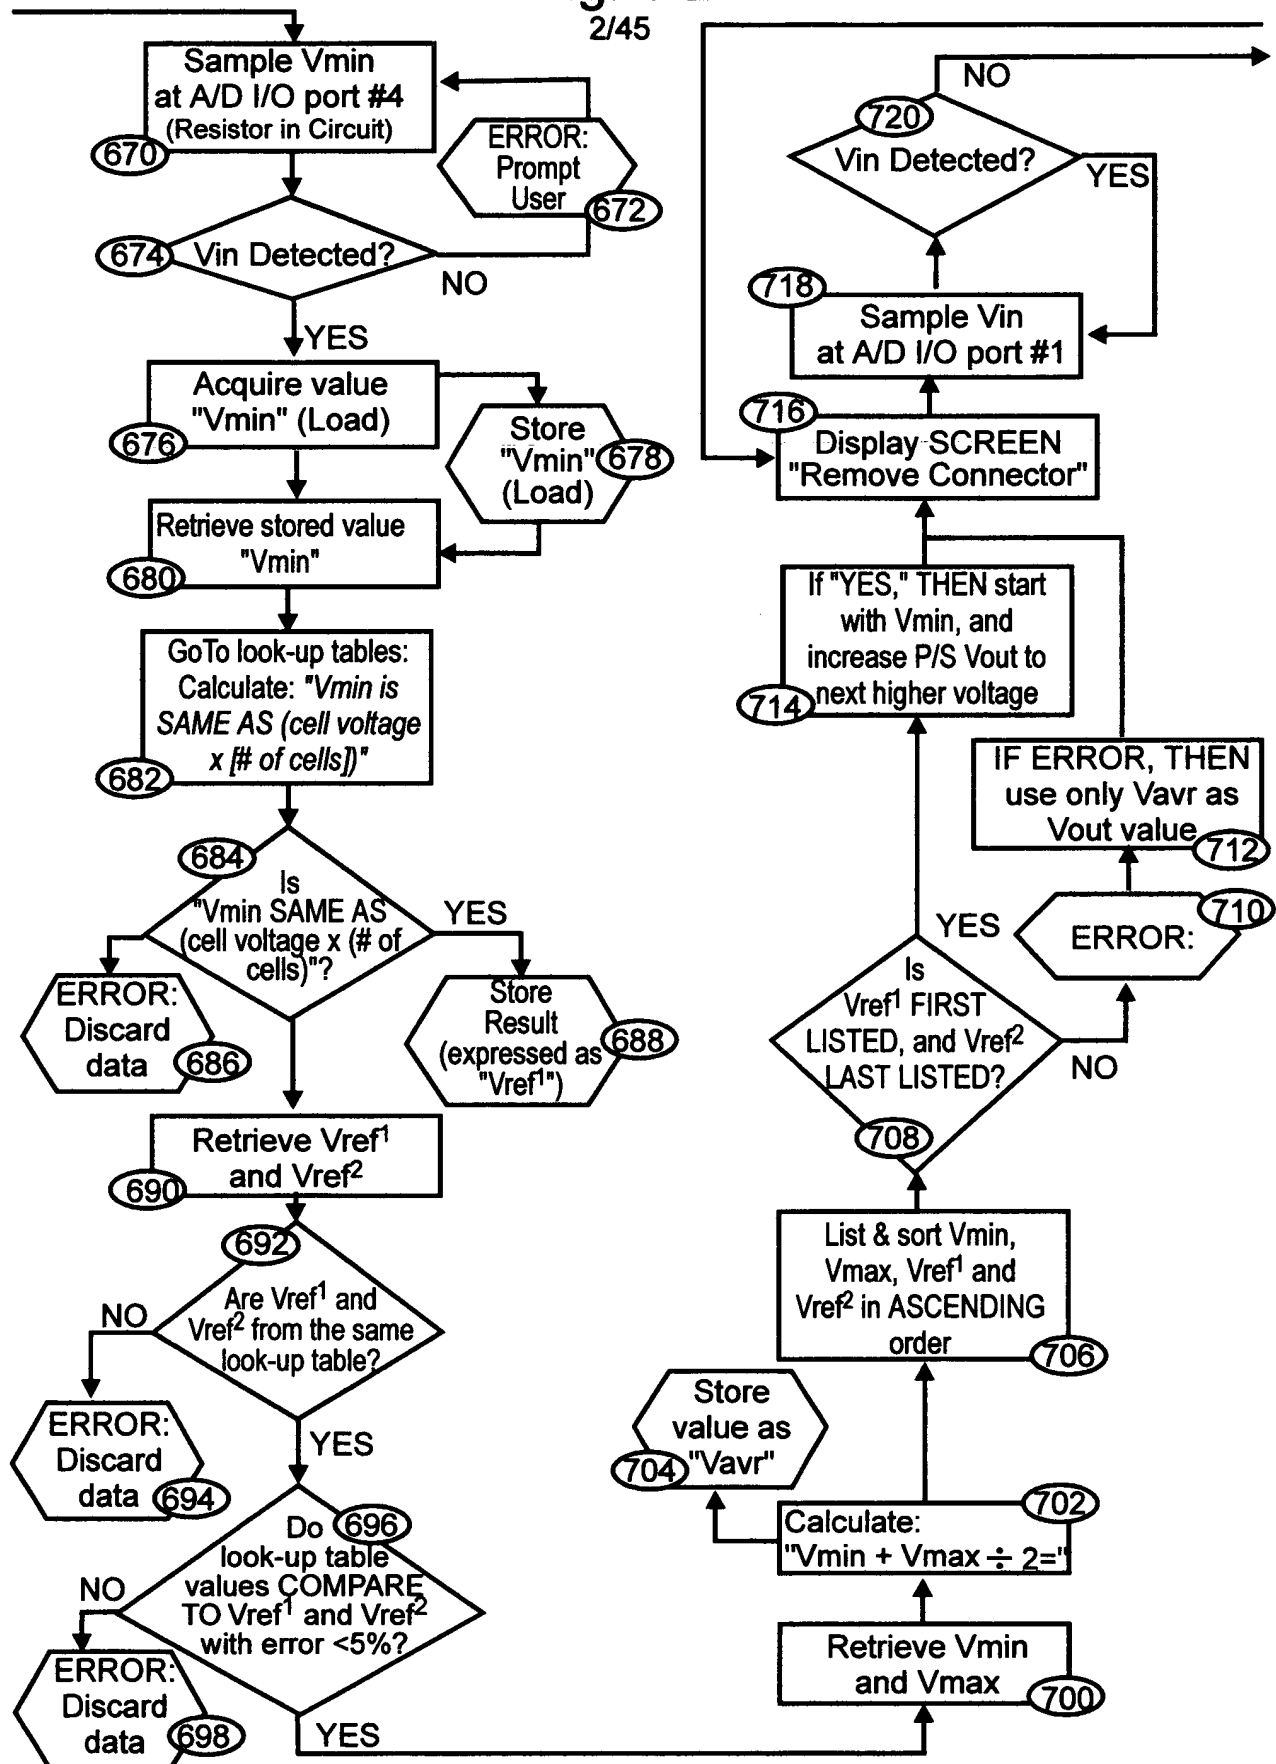 2/45
Sample Vmin
at A/D I/O port #4
(Resistor in Circuit)
670
ERROR:
Prompt
User
672
674
Vin Detected?
NO
YES
Acquire value
"Vmin" (Load)
676
Store
"Vmin"
(Load)
678
Retrieve stored value
"Vmin"
680
GoTo look-up tables:
Calculate: "Vmin is
SAME AS (cell voltage
x [# of cells])"
682
684
Is
"Vmin SAME AS
(cell voltage x (# of
cells)"?
YES
ERROR:
Discard
data
686
Store
Result
(expressed as
"Vref¹")
688
Retrieve Vref¹
and Vref²
690
692
Are Vref¹ and
Vref² from the same
look-up table?
NO
ERROR:
Discard
data
694
YES
696
Do
look-up table
values COMPARE
TO Vref¹ and Vref²
with error <5%?
NO
ERROR:
Discard
data
698
YES
NO
720
Vin Detected?
YES
718
Sample Vin
at A/D I/O port #1
716
Display SCREEN
"Remove Connector"
If "YES," THEN start
with Vmin, and
increase P/S Vout to
next higher voltage
714
IF ERROR, THEN
use only Vavr as
Vout value
712
710
ERROR:
YES
Is
Vref¹ FIRST
LISTED, and Vref²
LAST LISTED?
NO
708
List & sort Vmin,
Vmax, Vref¹ and
Vref² in ASCENDING
order
706
Store
value as
"Vavr"
704
702
Calculate:
"Vmin + Vmax ÷ 2="
Retrieve Vmin
and Vmax
700